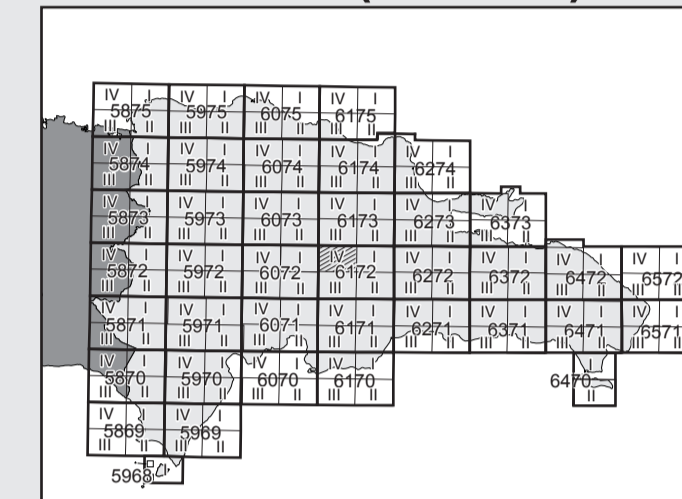 IV I IV I IV I IV I
5875 5975 6075 6175
III II III II III II III II
IV I IV I IV I IV I IV I
5874 5974 6074 6174 6274
III II III II III II III II III II
IV I IV I IV I IV I IV I IV I
5873 5973 6073 6173 6273 6373
III II III II III II III II III II III II
IV I IV I IV I IV I IV I IV I IV I IV I
5872 5972 6072 6172 6272 6372 6472 6572
III II III II III II III II III II III II III II III II
IV I IV I IV I IV I IV I IV I IV I IV I
5871 5971 6071 6171 6271 6371 6471 6571
III II III II III II III II III II III II III II III II
IV I IV I IV I IV I I
5870 5970 6070 6170 6470
III II III II III II III II II
IV I IV I
5869 5969
III II III II
5968 I